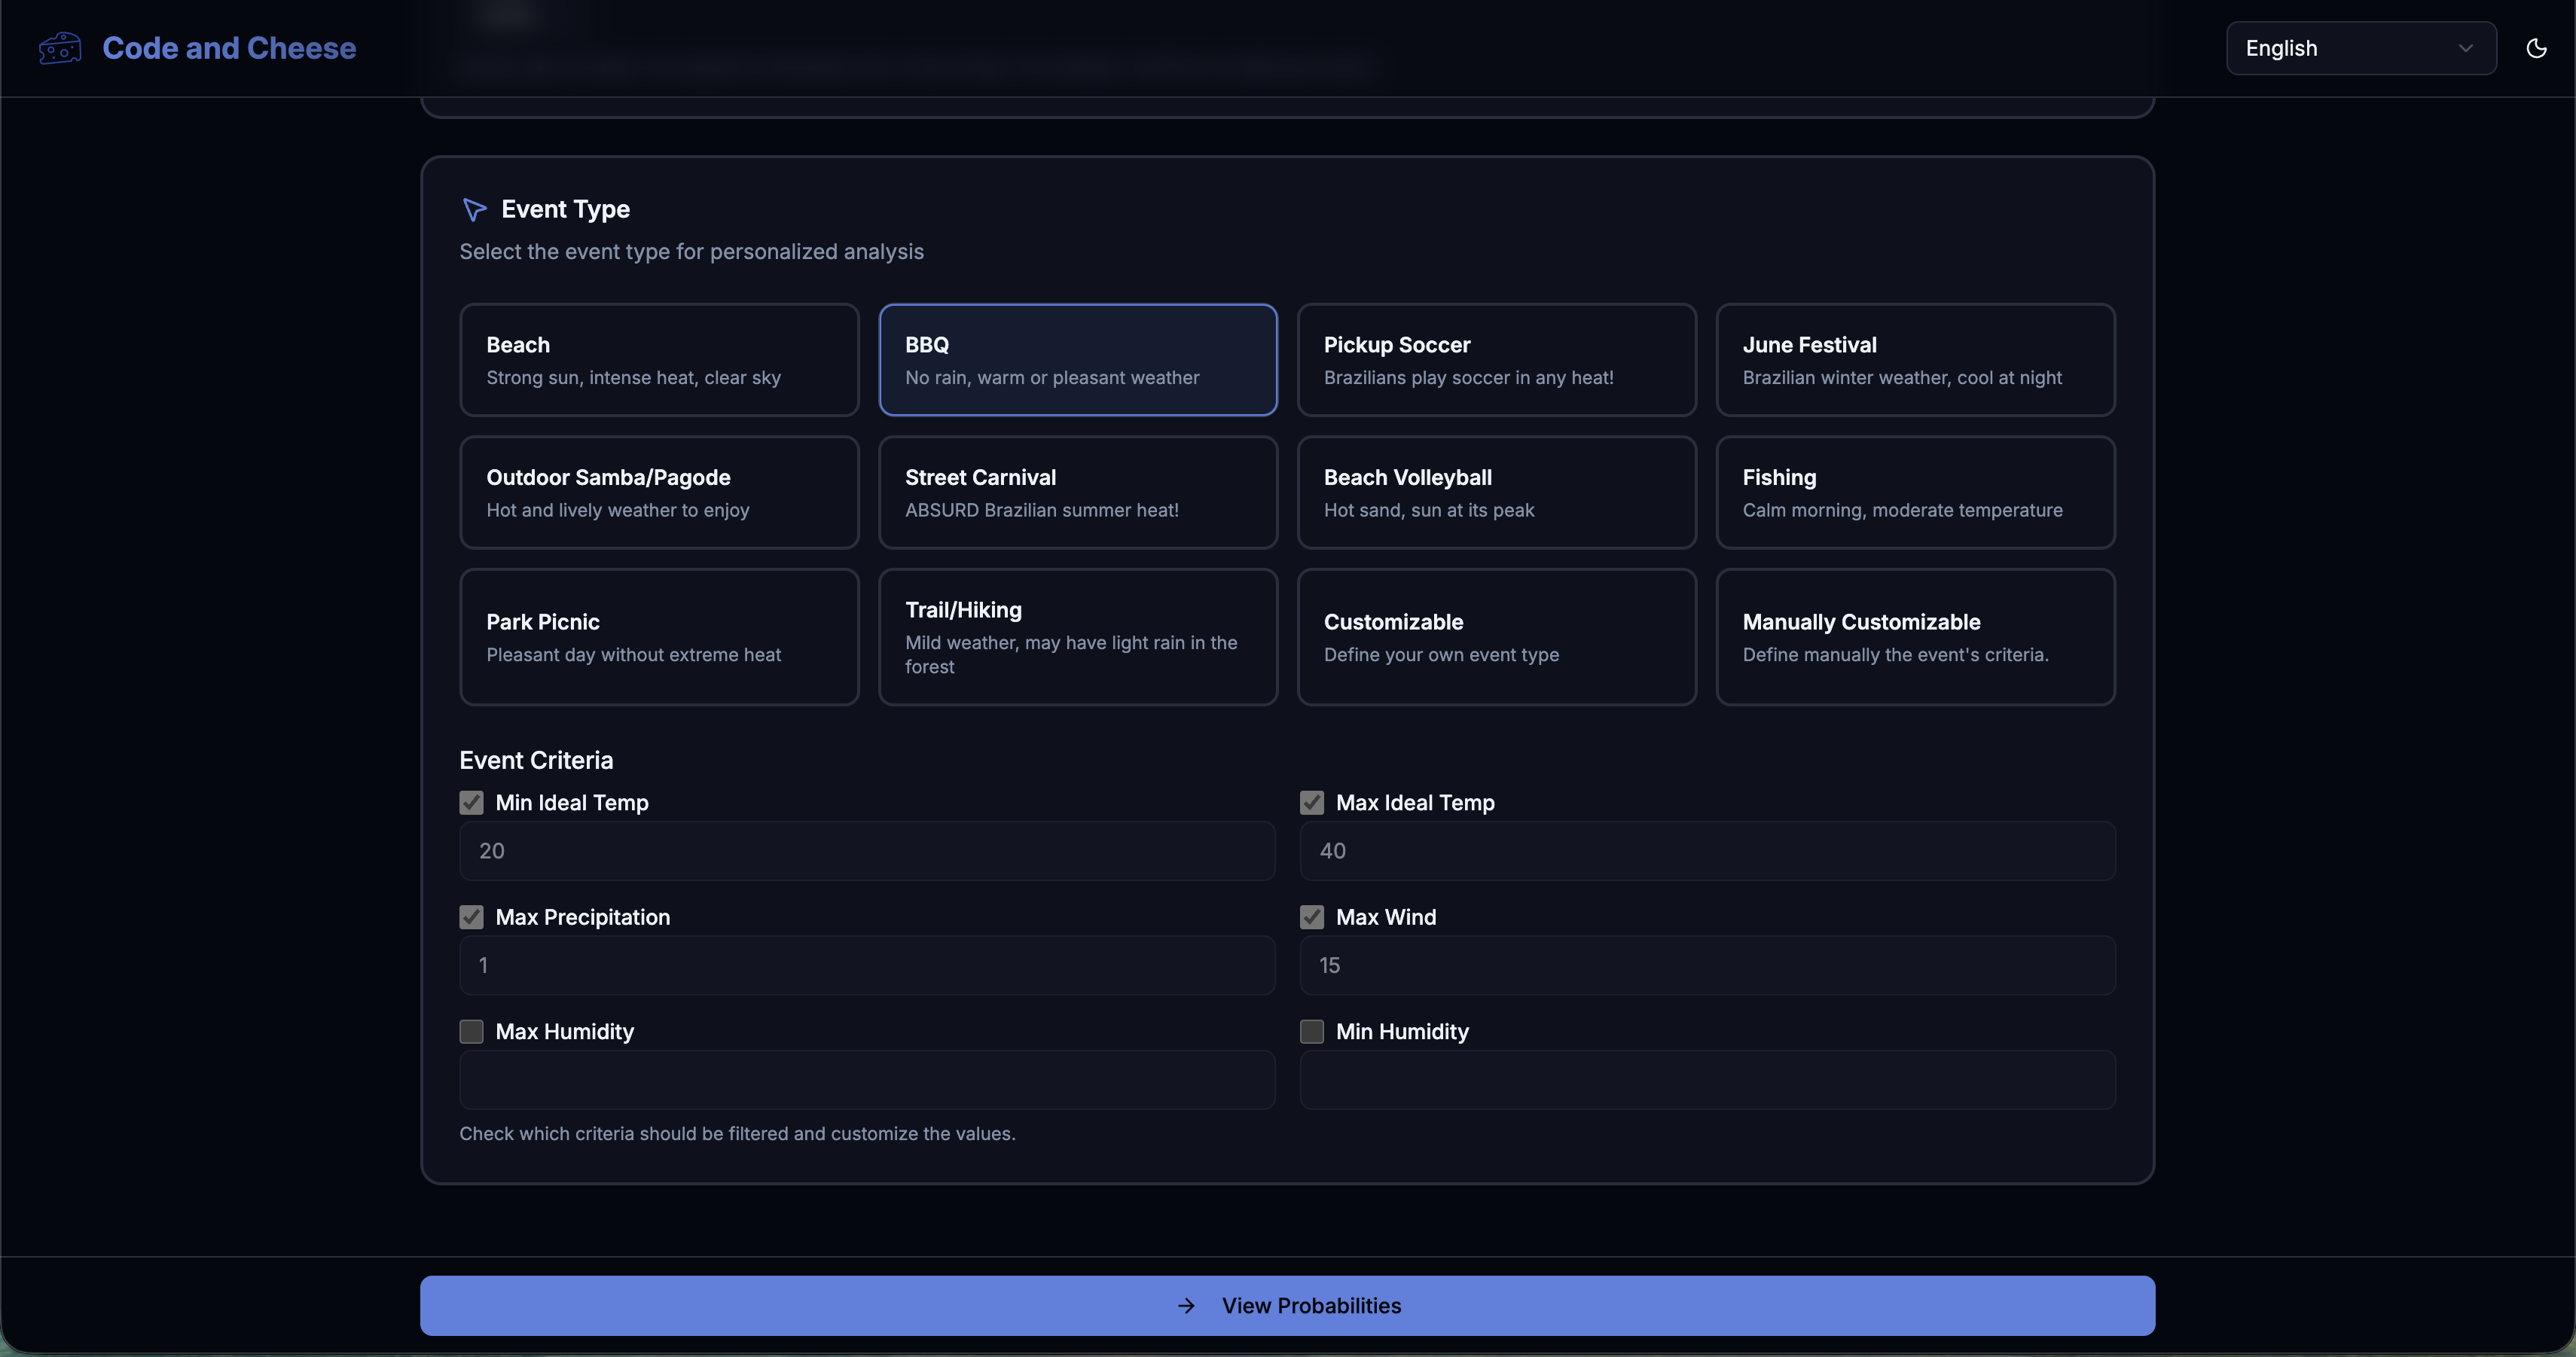 Code and Cheese
English
Event Type
Select the event type for personalized analysis
Beach
Strong sun, intense heat, clear sky
BBQ
No rain, warm or pleasant weather
Pickup Soccer
Brazilians play soccer in any heat!
June Festival
Brazilian winter weather, cool at night
Outdoor Samba/Pagode
Hot and lively weather to enjoy
Street Carnival
ABSURD Brazilian summer heat!
Beach Volleyball
Hot sand, sun at its peak
Fishing
Calm morning, moderate temperature
Park Picnic
Pleasant day without extreme heat
Trail/Hiking
Mild weather, may have light rain in the
forest
Customizable
Define your own event type
Manually Customizable
Define manually the event's criteria.
Event Criteria
Min Ideal Temp
20
Max Ideal Temp
40
Max Precipitation
1
Max Wind
15
Max Humidity
Min Humidity
Check which criteria should be filtered and customize the values.
View Probabilities